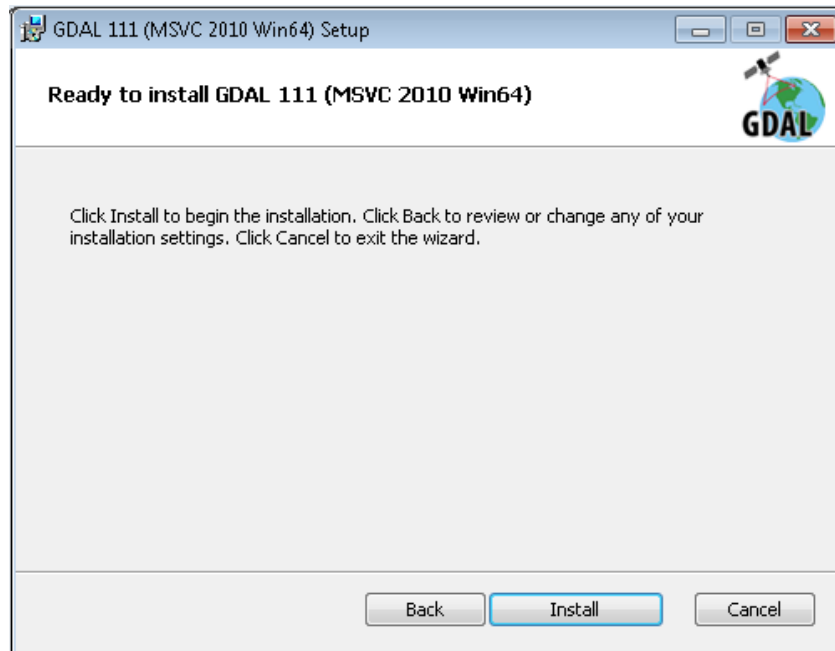 GDAL 111 (MSVC 2010 Win64) Setup
Ready to install GDAL 111 (MSVC 2010 Win64)
GDAL
Click Install to begin the installation. Click Back to review or change any of your
installation settings. Click Cancel to exit the wizard.
Back Install Cancel